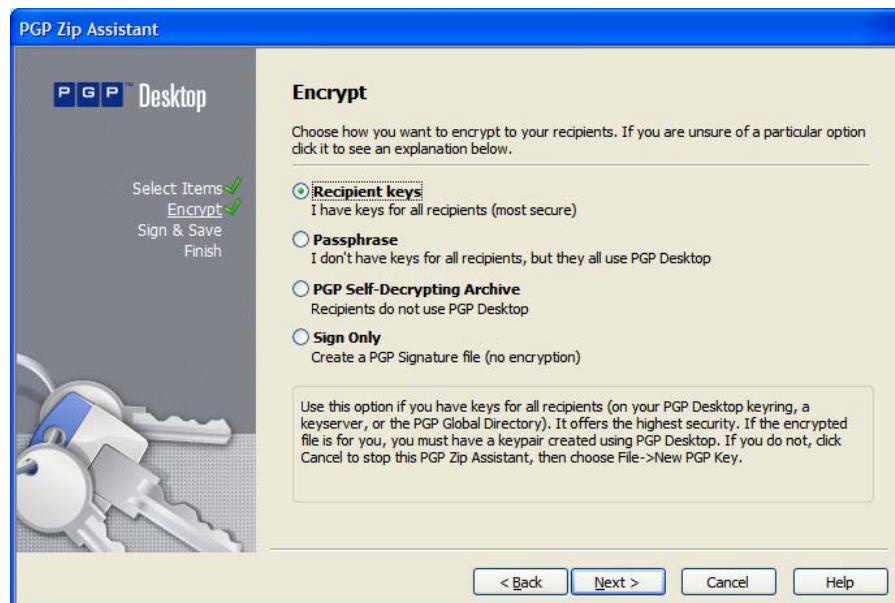 PGP Zip Assistant
PGP™ Desktop
Select Items
Encrypt
Sign & Save
Finish
Encrypt
Choose how you want to encrypt to your recipients. If you are unsure of a particular option
click it to see an explanation below.
Recipient keys
I have keys for all recipients (most secure)
Passphrase
I don't have keys for all recipients, but they all use PGP Desktop
PGP Self-Decrypting Archive
Recipients do not use PGP Desktop
Sign Only
Create a PGP Signature file (no encryption)
Use this option if you have keys for all recipients (on your PGP Desktop keyring, a
keyserver, or the PGP Global Directory). It offers the highest security. If the encrypted
file is for you, you must have a keypair created using PGP Desktop. If you do not, click
Cancel to stop this PGP Zip Assistant, then choose File->New PGP Key.
< Back Next > Cancel Help